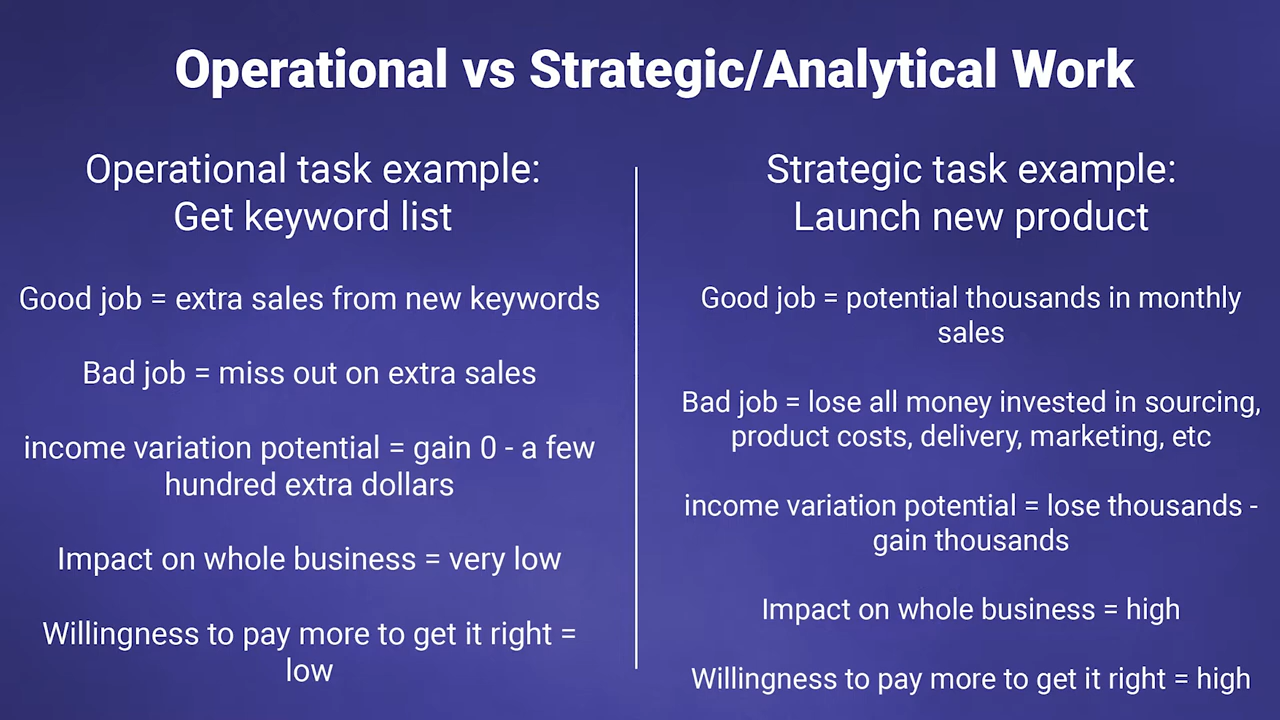 Operational vs Strategic/Analytical Work
Operational task example:
Get keyword list
Good job = extra sales from new keywords
Bad job = miss out on extra sales
income variation potential = gain 0 - a few
hundred extra dollars
Impact on whole business = very low
Willingness to pay more to get it right =
low
Strategic task example:
Launch new product
Good job = potential thousands in monthly
sales
Bad job = lose all money invested in sourcing,
product costs, delivery, marketing, etc
income variation potential = lose thousands -
gain thousands
Impact on whole business = high
Willingness to pay more to get it right = high